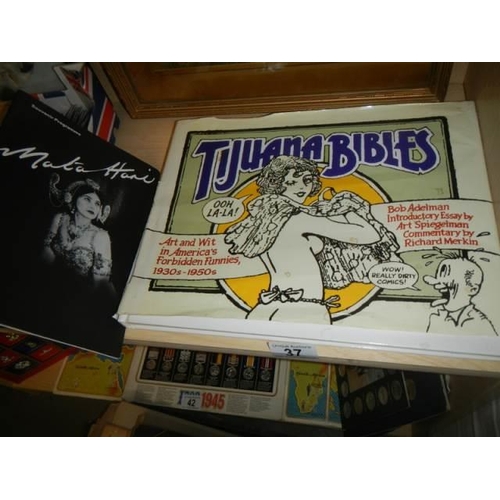 Mata Hari
TIJUANA BIBLES
OOH
LA-LA!
Bob Adelman
Introductory Essay by
Art Spiegelman
Commentary by
Richard Merkin
Art and Wit
in America's
Forbidden Funnies,
1930s-1950s
WOW!
REALLY DIRTY
COMICS!
37
42
1945